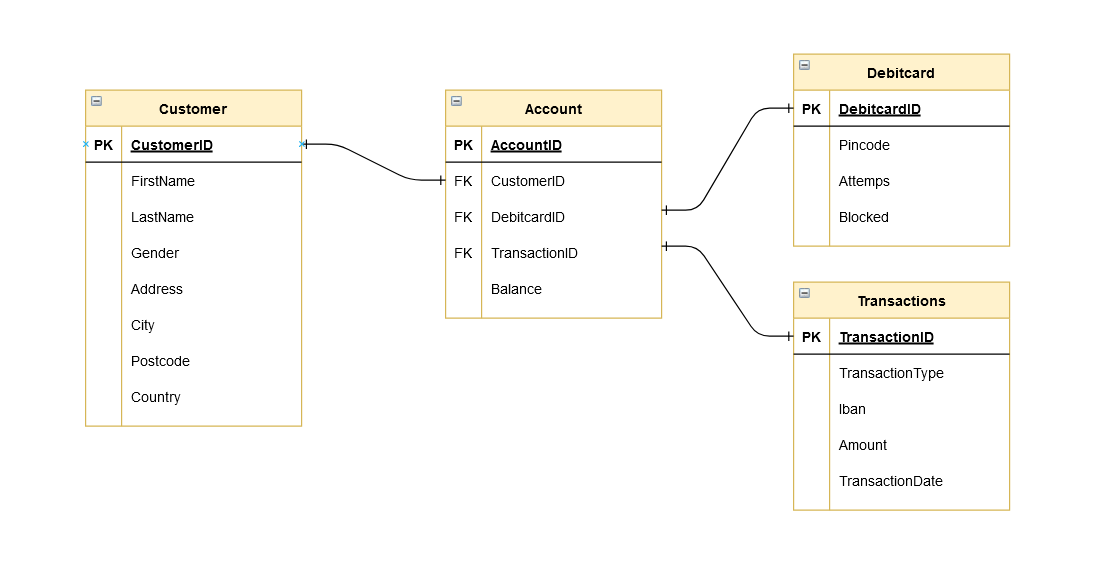 Customer
PK CustomerID
FirstName
LastName
Gender
Address
City
Postcode
Country
Account
PK AccountID
FK CustomerID
FK DebitcardID
FK TransactionID
Balance
Debitcard
PK DebitcardID
Pincode
Attemps
Blocked
Transactions
PK TransactionID
TransactionType
Iban
Amount
TransactionDate